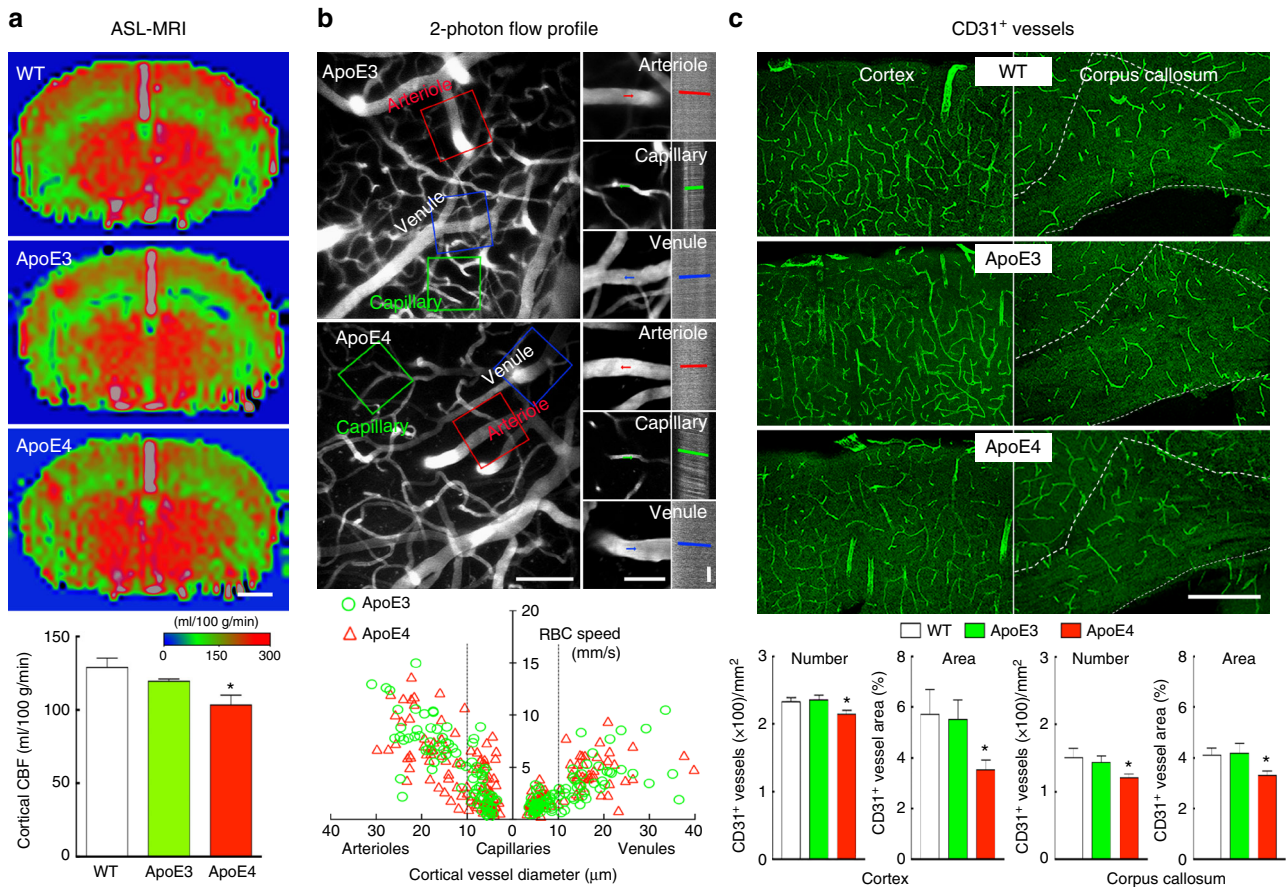 a
ASL-MRI
WT
ApoE3
ApoE4
(ml/100 g/min)
0 150 300
Cortical CBF (ml/100 g/min)
150
100
50
0
WT ApoE3 ApoE4
*
b
2-photon flow profile
ApoE3
Arteriole
Venule
Capillary
Arteriole
Capillary
Venule
ApoE4
Venule
Capillary
Arteriole
Arteriole
Capillary
Venule
ApoE3
ApoE4
RBC speed
(mm/s)
20
15
10
5
40 30 20 10 0 10 20 30 40
Arterioles Capillaries Venules
Cortical vessel diameter (μm)
c
CD31+ vessels
Cortex WT Corpus callosum
ApoE3
ApoE4
WT ApoE3 ApoE4
Number
CD31+ vessels (×100)/mm2
3
2
1
0
*
Area
CD31+ vessel area (%)
8
6
4
2
0
*
Number
CD31+ vessels (×100)/mm2
3
2
1
0
*
Area
CD31+ vessel area (%)
8
6
4
2
0
*
Cortex Corpus callosum